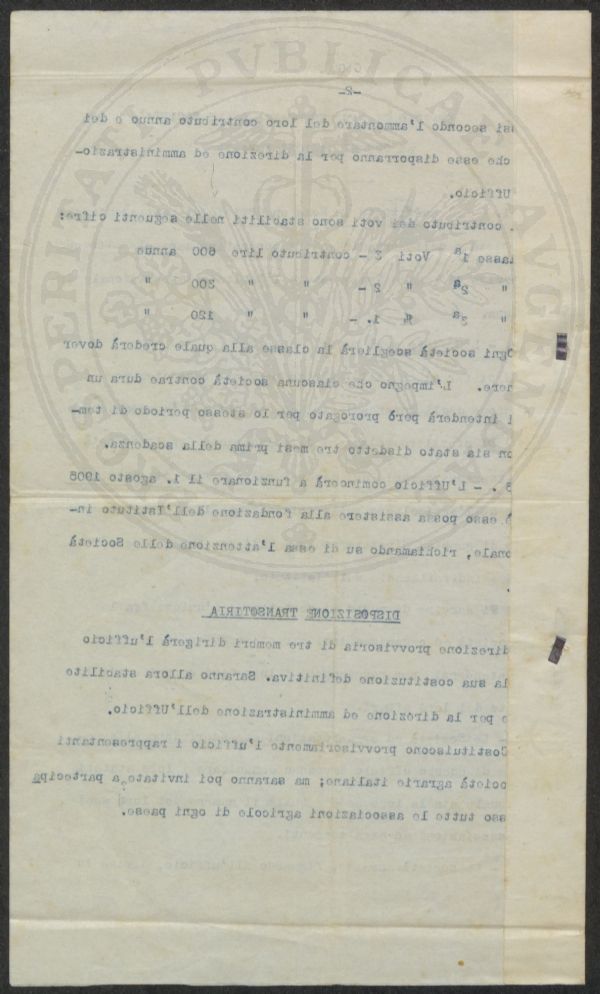 -2-
si secondo l'ammontare del loro contributo annuo e dei
che esse disporranno per la direzione ed amministrazio-
Ufficio.
. contributo dei voti sono stabiliti nelle seguenti cifre:
asse 1a Voti 3 - contributo lire 600 annue
" 2a " 2 - " " 200 "
" 3a " 1. - " " 120 "
Ogni società sceglierà la classe alla quale crederà dover
nere. L'impegno che ciascuna società contrae dura un
intenderà però prorogato per lo stesso periodo di tem-
on sia stato disdetto tre mesi prima della scadenza.
. - L'Ufficio comincerà a funzionare il 1. agosto
esso possa assistere alla fondazione dell'Istituto in-
onale, richiamando su di essa l'attenzione delle Società
DISPOSIZIONE TRANSOTIRIA
direzione provvisoria di tre membri dirigerà l'ufficio
la sua costituzione definitiva. Saranno allora stabilite
e per la direzione ed amministrazione dell'Ufficio.
Costituiscono provvisoriamente l'ufficio i rappresentanti
ocietà agrarie italiane; ma saranno poi invitate a partecipa
sso tutte le associazioni agricole di ogni paese.
PVBLICAE AVGENDAE